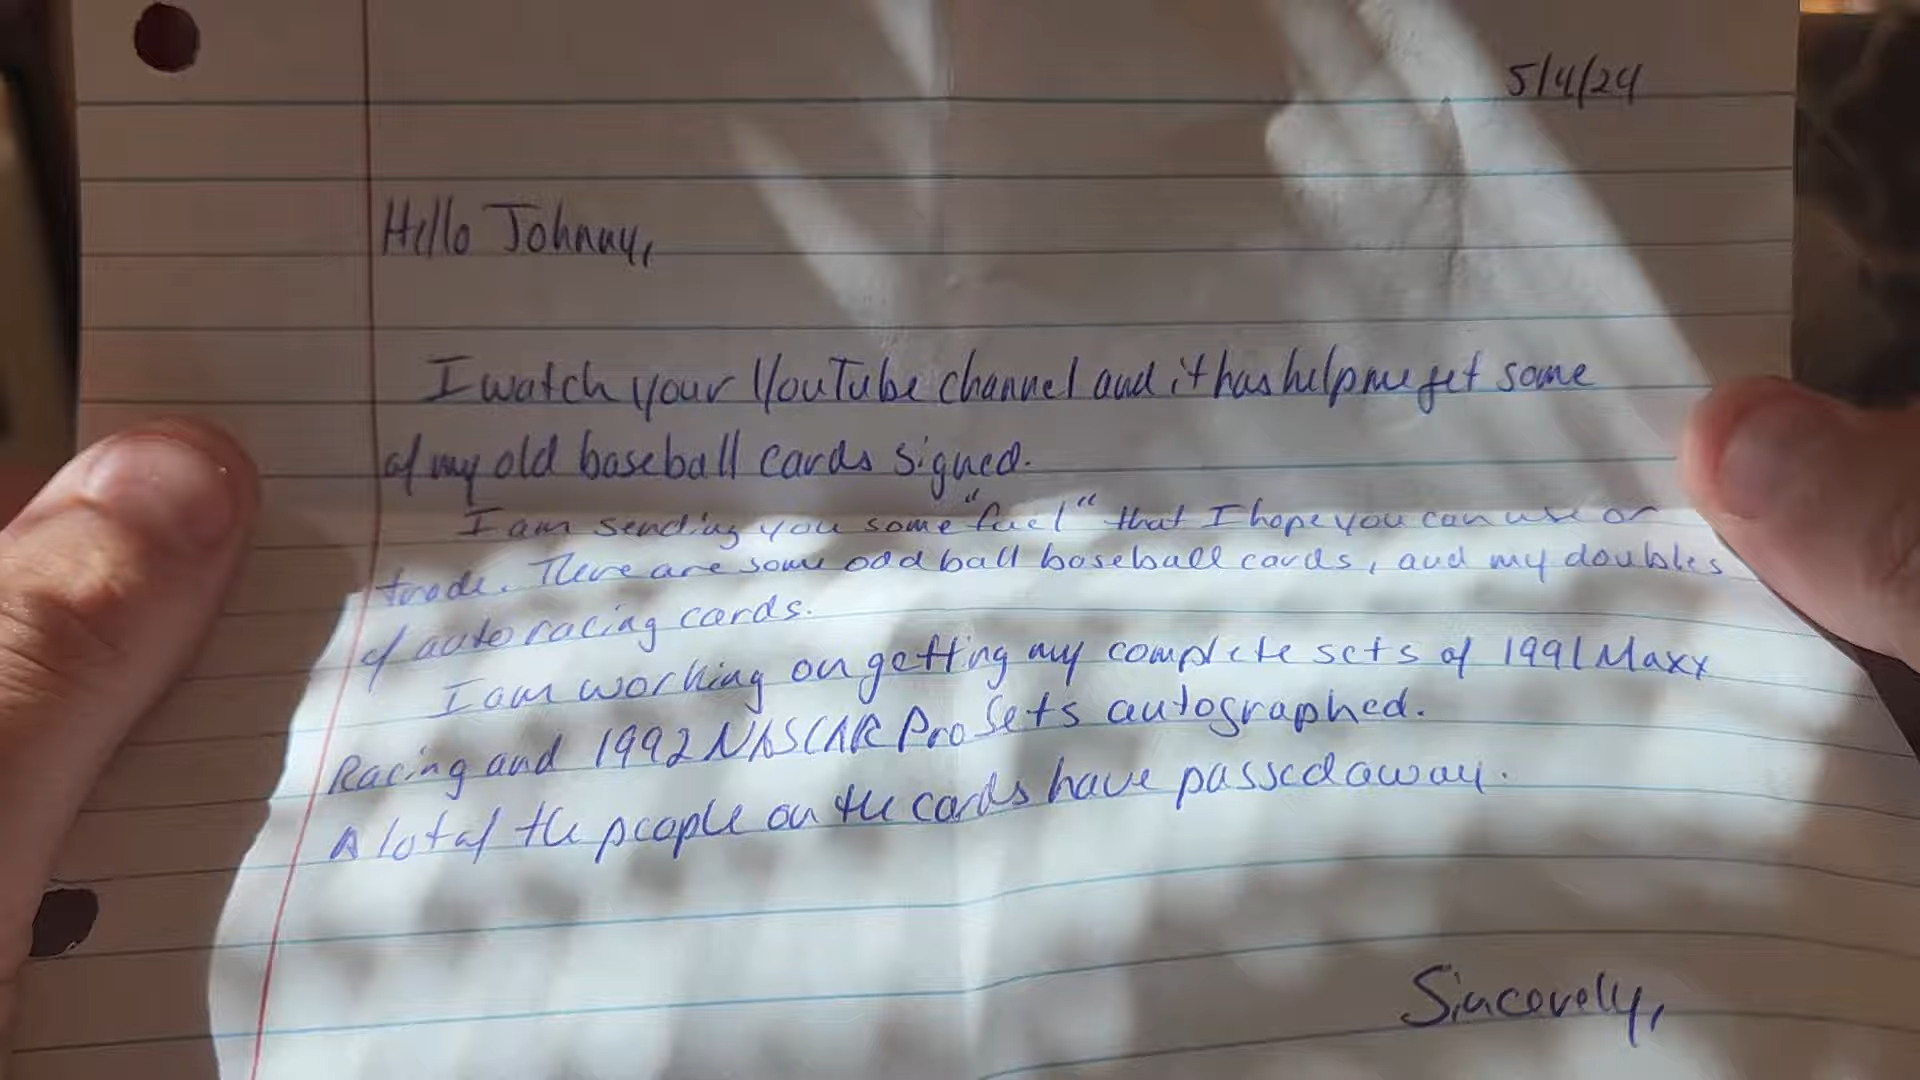 5/4/24
Hello Johnny,
I watch your YouTube channel and it has help me get some
of my old baseball cards signed.
I am sending you some "fuel" that I hope you can use or
trade. There are some odd ball baseball cards, and my doubles
of auto racing cards.
I am working on getting my complete sets of 1991 Maxx
Racing and 1992 NASCAR Pro Sets autographed.
A lot of the people on the cards have passed away.
Sincerely,